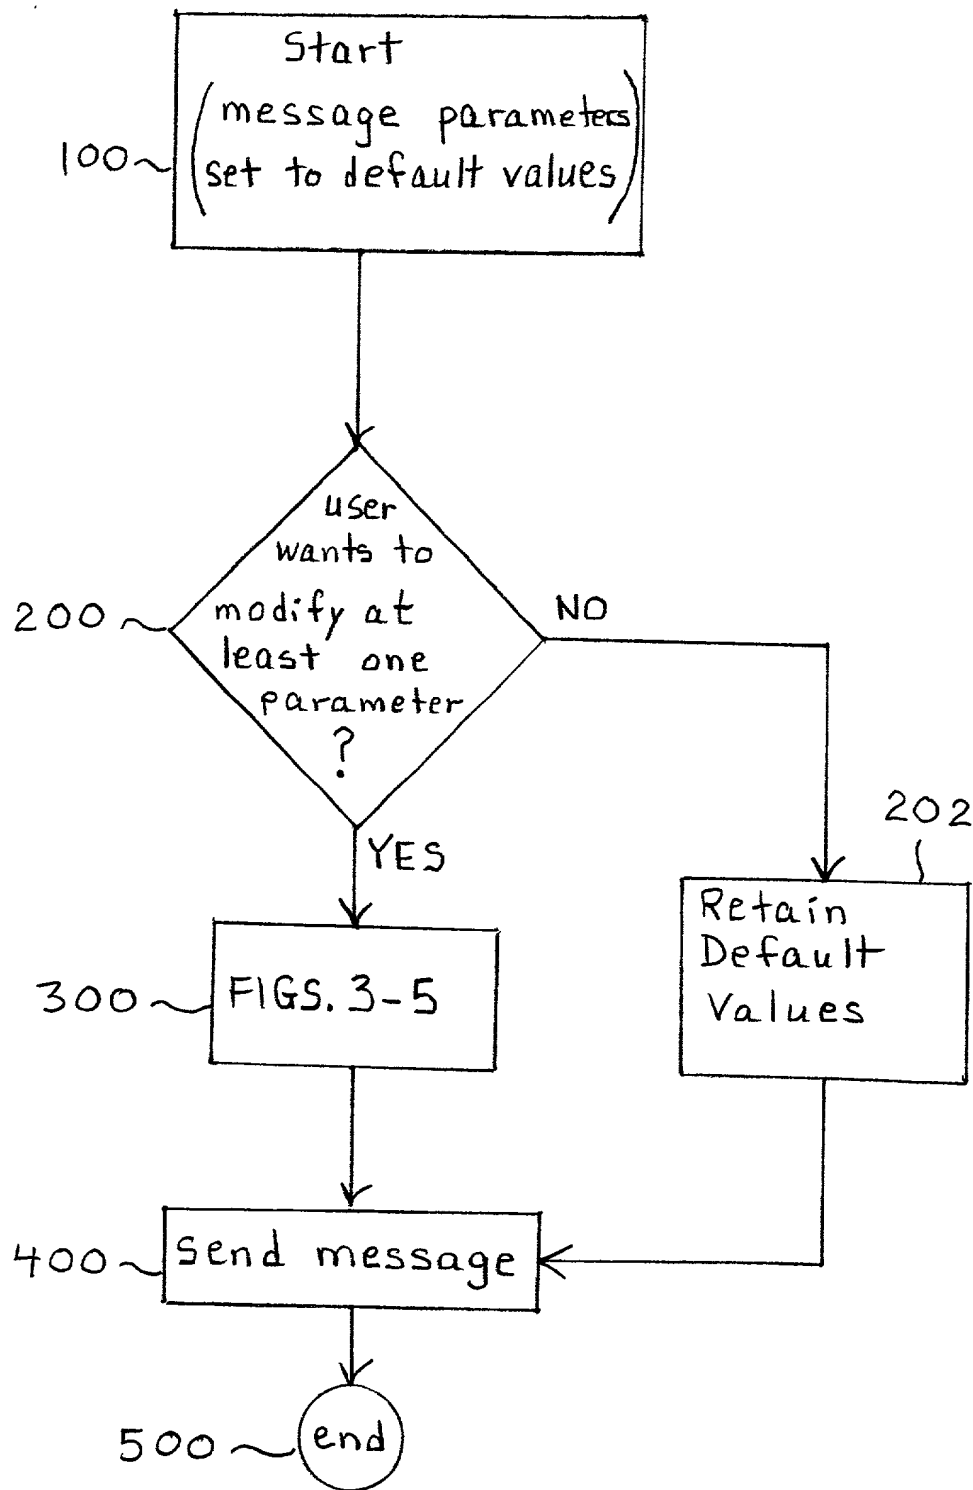 Start
(message parameters
set to default values)
100
user
wants to
modify at
least one
parameter
?
200
NO
YES
202
Retain
Default
Values
300
FIGS. 3-5
400
Send message
500
end